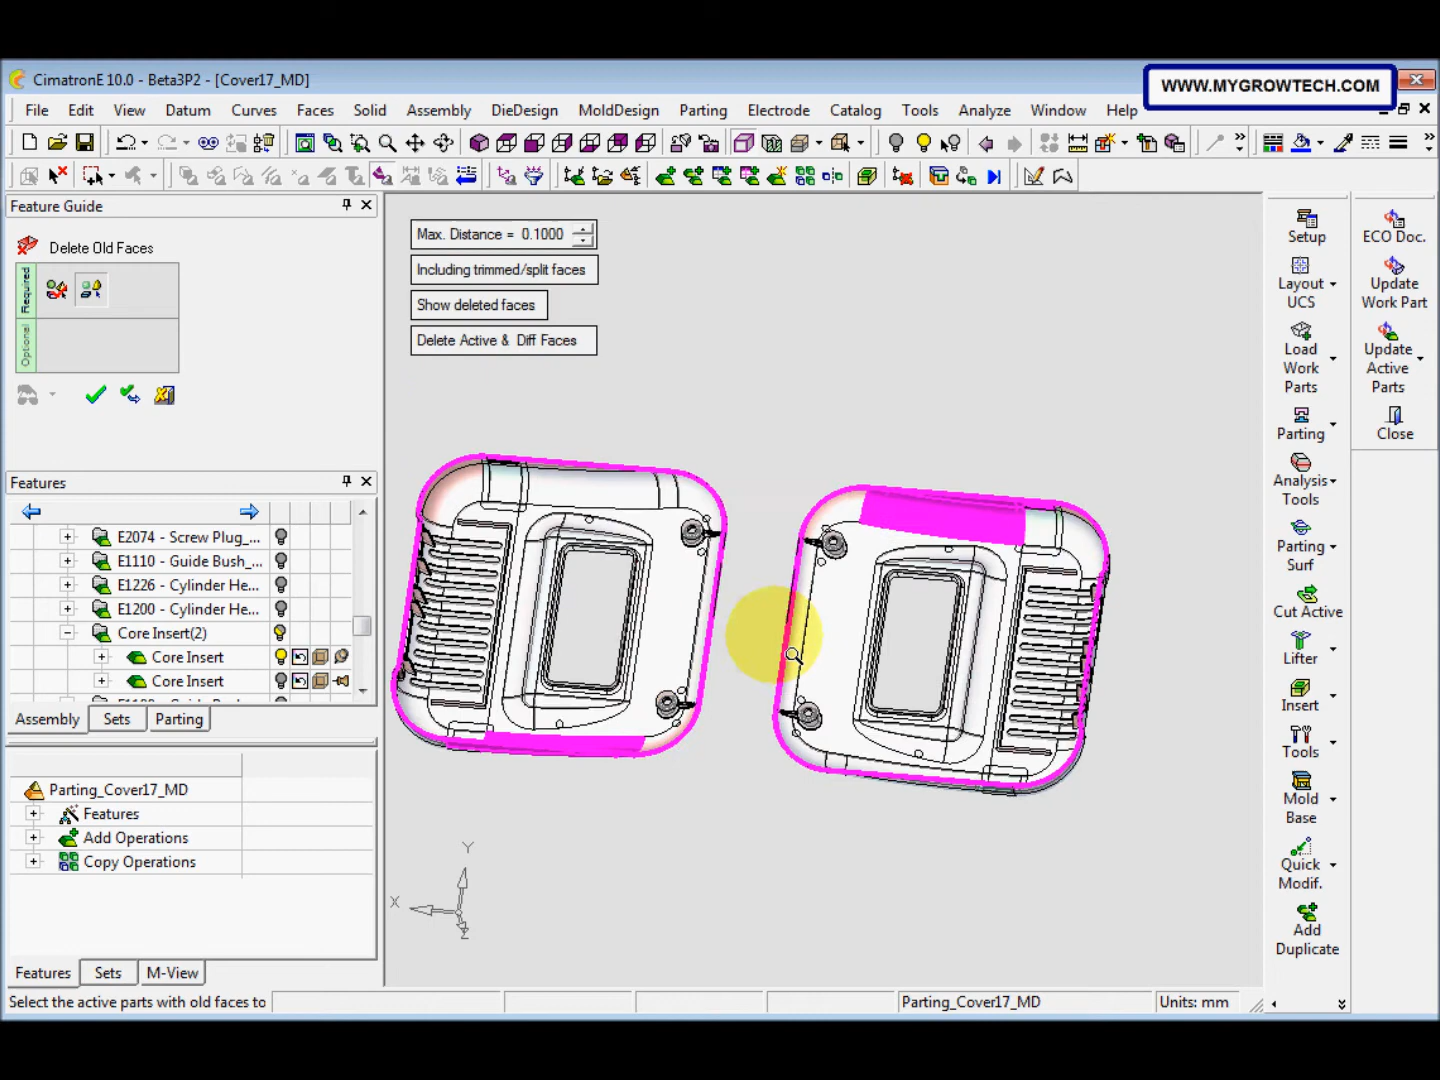 CimatronE 10.0 - Beta3P2 - [Cover17_MD]
WWW.MYGROWTECH.COM
File Edit View Datum Curves Faces Solid Assembly DieDesign MoldDesign Parting Electrode Catalog Tools Analyze Window Help
Feature Guide
Delete Old Faces
Required
Optional
Features
E2074 - Screw Plug_...
E1110 - Guide Bush_...
E1226 - Cylinder He...
E1200 - Cylinder He...
Core Insert(2)
Core Insert
Core Insert
Assembly Sets Parting
Parting_Cover17_MD
Features
Add Operations
Copy Operations
Features Sets M-View
Max. Distance = 0.1000
Including trimmed/split faces
Show deleted faces
Delete Active & Diff Faces
Y
X
Z
Setup
Layout
UCS
Load
Work
Parts
Parting
Analysis
Tools
Parting
Surf
Cut Active
Lifter
Insert
Tools
Mold
Base
Quick
Modif.
Add
Duplicate
ECO Doc.
Update
Work Part
Update
Active
Parts
Close
Select the active parts with old faces to
Parting_Cover17_MD
Units: mm